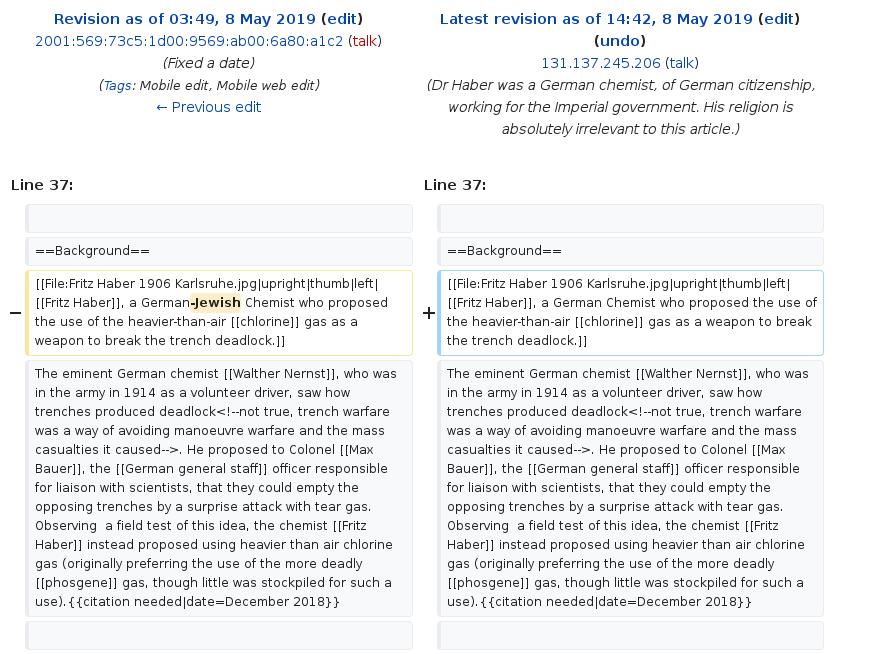 Revision as of 03:49, 8 May 2019 (edit)
2001:569:73c5:1d00:9569:ab00:6a80:a1c2 (talk)
(Fixed a date)
(Tags: Mobile edit, Mobile web edit)
← Previous edit
Latest revision as of 14:42, 8 May 2019 (edit)
(undo)
131.137.245.206 (talk)
(Dr Haber was a German chemist, of German citizenship,
working for the Imperial government. His religion is
absolutely irrelevant to this article.)
Line 37:
Line 37:
==Background==
==Background==
− [[File:Fritz Haber 1906 Karlsruhe.jpg|upright|thumb|left|
[[Fritz Haber]], a German-Jewish Chemist who proposed
the use of the heavier-than-air [[chlorine]] gas as a
weapon to break the trench deadlock.]]
+ [[File:Fritz Haber 1906 Karlsruhe.jpg|upright|thumb|left|
[[Fritz Haber]], a German Chemist who proposed the use of
the heavier-than-air [[chlorine]] gas as a weapon to break
the trench deadlock.]]
The eminent German chemist [[Walther Nernst]], who was
in the army in 1914 as a volunteer driver, saw how
trenches produced deadlock<!--not true, trench warfare
was a way of avoiding manoeuvre warfare and the mass
casualties it caused-->. He proposed to Colonel [[Max
Bauer]], the [[German general staff]] officer responsible
for liaison with scientists, that they could empty the
opposing trenches by a surprise attack with tear gas.
Observing  a field test of this idea, the chemist [[Fritz
Haber]] instead proposed using heavier than air chlorine
gas (originally preferring the use of the more deadly
[[phosgene]] gas, though little was stockpiled for such a
use).{{citation needed|date=December 2018}}
The eminent German chemist [[Walther Nernst]], who was
in the army in 1914 as a volunteer driver, saw how
trenches produced deadlock<!--not true, trench warfare
was a way of avoiding manoeuvre warfare and the mass
casualties it caused-->. He proposed to Colonel [[Max
Bauer]], the [[German general staff]] officer responsible
for liaison with scientists, that they could empty the
opposing trenches by a surprise attack with tear gas.
Observing  a field test of this idea, the chemist [[Fritz
Haber]] instead proposed using heavier than air chlorine
gas (originally preferring the use of the more deadly
[[phosgene]] gas, though little was stockpiled for such a
use).{{citation needed|date=December 2018}}